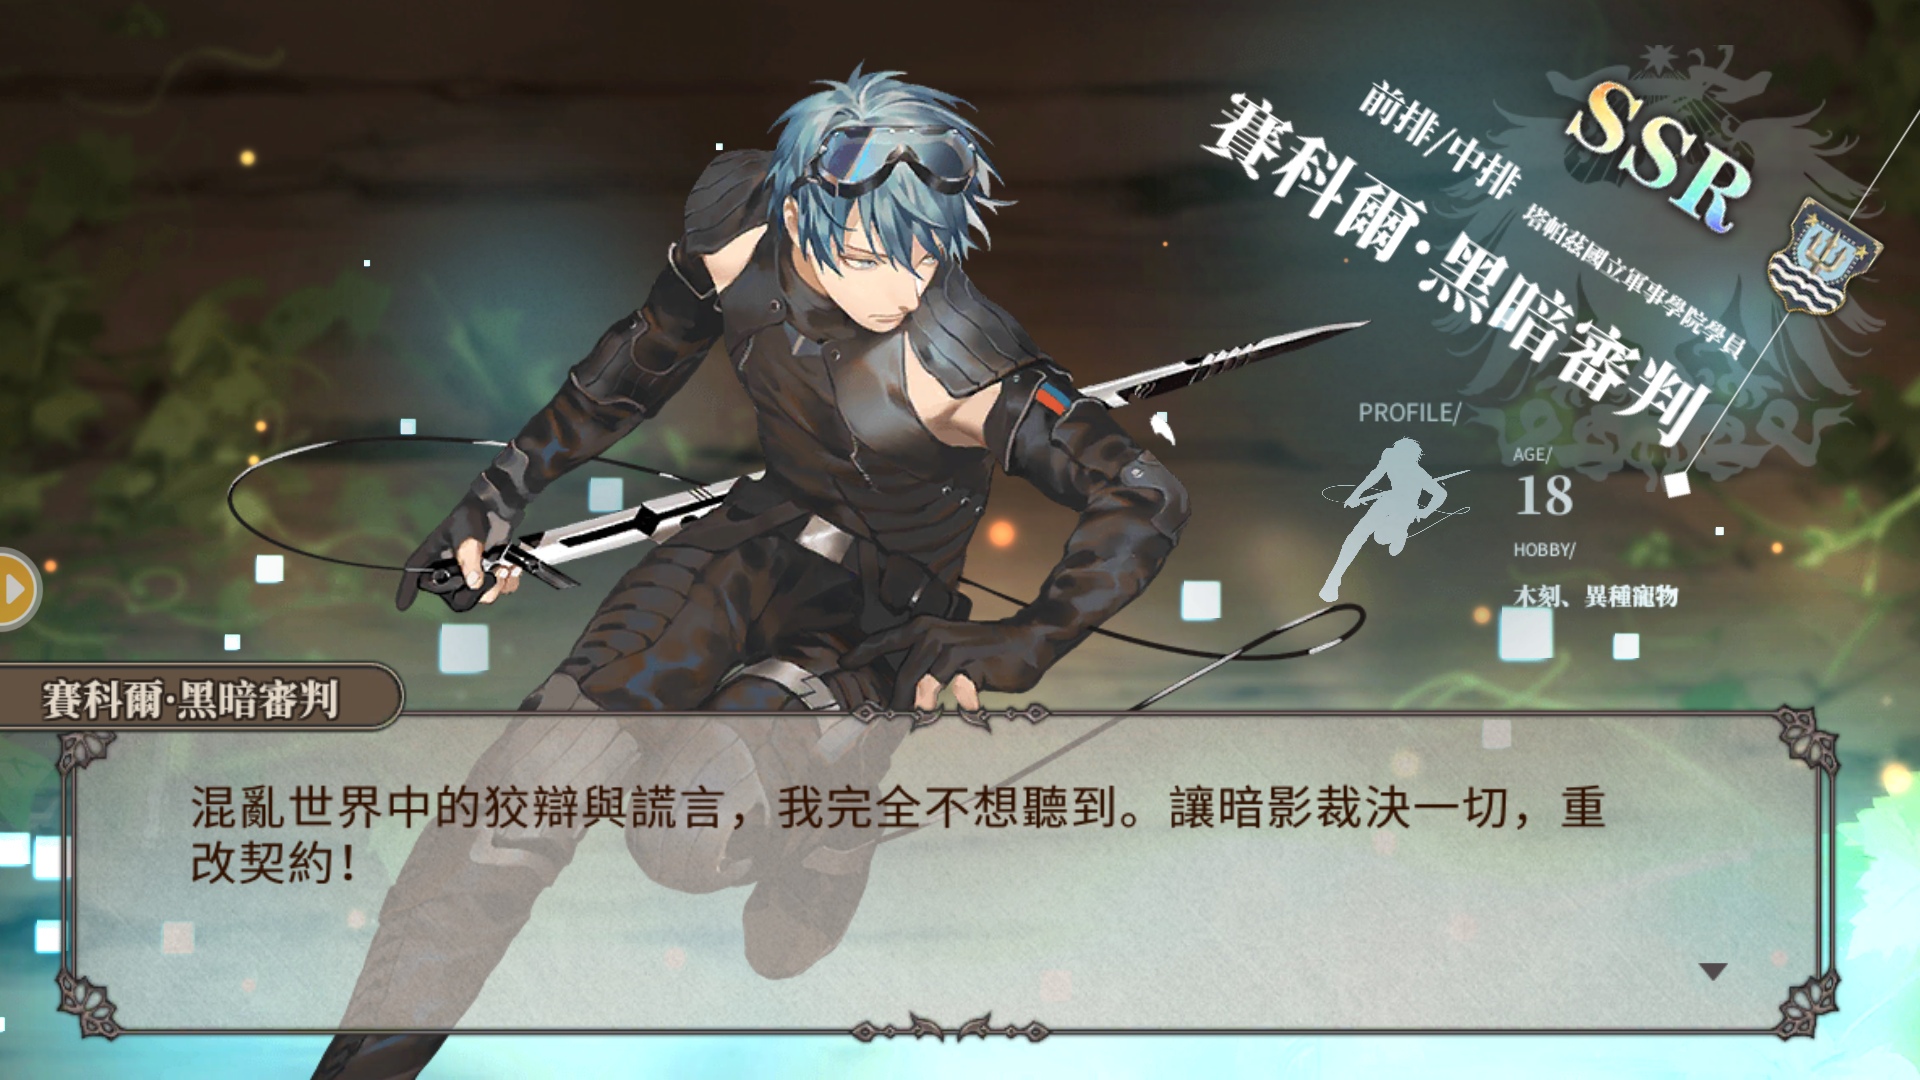 SSR
前排/中排
塔帕茲國立軍事學院學員
賽科爾·黑暗審判
PROFILE/
AGE/
18
HOBBY/
木刻、異種寵物
賽科爾·黑暗審判
混亂世界中的狡辯與謊言，我完全不想聽到。讓暗影裁決一切，重
改契約！